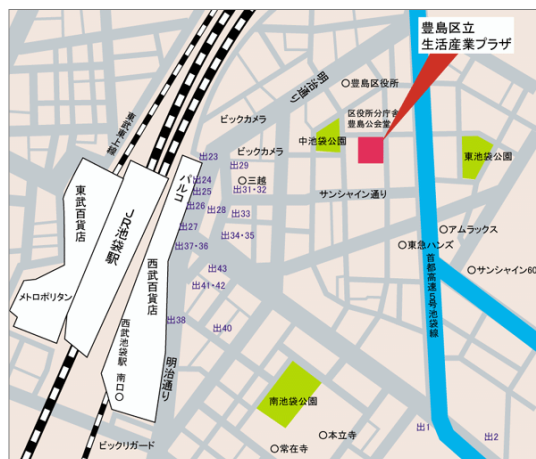 豊島区立
生活産業プラザ
豊島区役所
明治通り
区役所分庁舎
豊島公会堂
ビックカメラ
中池袋公園
東池袋公園
東武東上線
ビックカメラ
出23
出29
三越
パルコ
出24
出25
出31・32
サンシャイン通り
出26
出28
出33
東武百貨店
JR池袋駅
出27
出34・35
アムラックス
東急ハンズ
出37・36
西武百貨店
首都高速5号池袋線
サンシャイン60
出43
出41・42
メトロポリタン
出38
出40
西武池袋駅 南口
明治通り
南池袋公園
出1
出2
本立寺
常在寺
ビックリガード